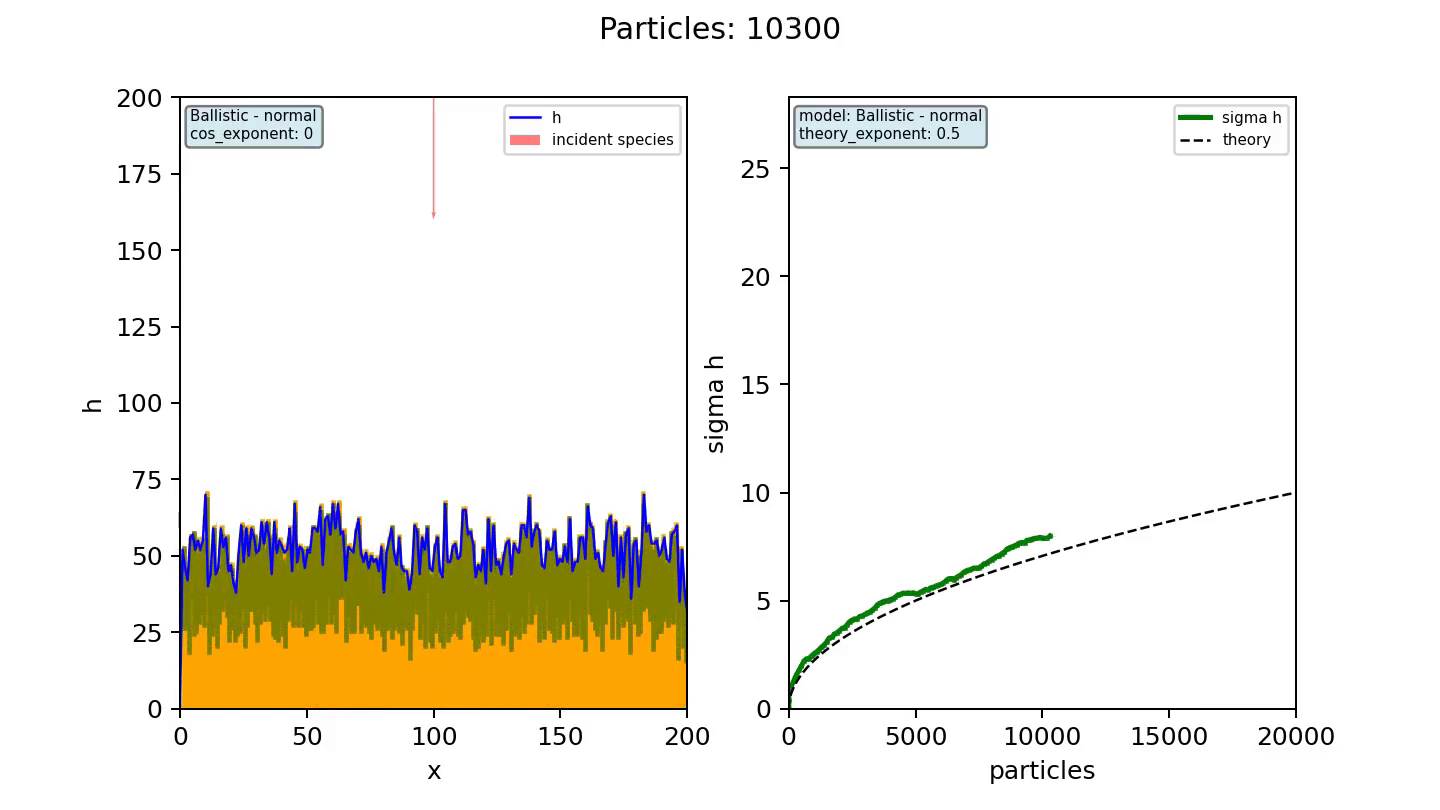 Particles: 10300
Ballistic - normal
cos_exponent: 0
h
incident species
200
175
150
125
100
75
50
25
0
h
0
50
100
150
200
x
model: Ballistic - normal
theory_exponent: 0.5
sigma h
theory
25
20
15
10
5
0
sigma h
0
5000
10000
15000
20000
particles